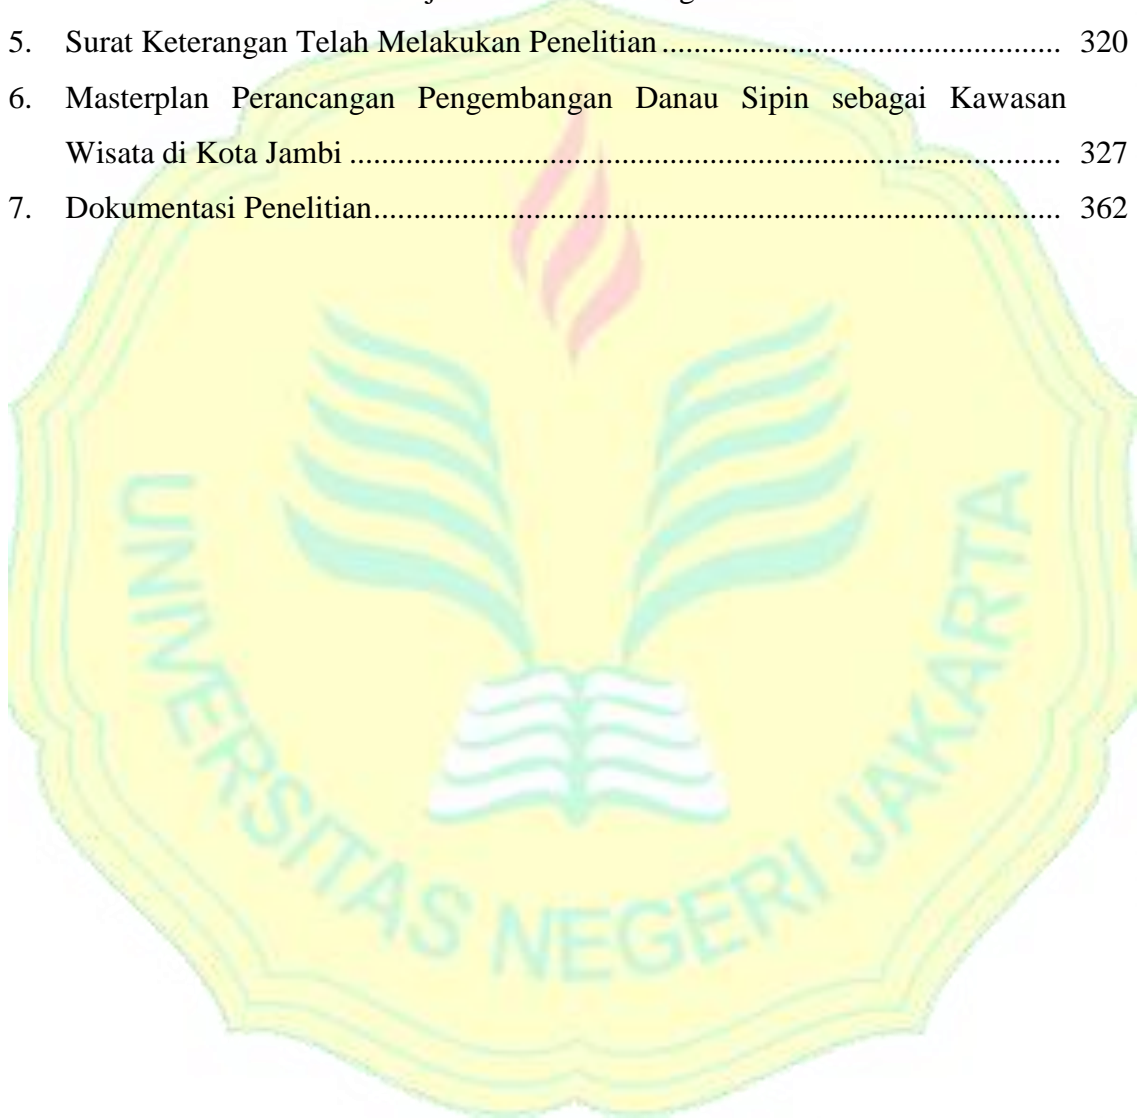 5. Surat Keterangan Telah Melakukan Penelitian ................................................. 320
6. Masterplan Perancangan Pengembangan Danau Sipin sebagai Kawasan
Wisata di Kota Jambi ....................................................................................... 327
7. Dokumentasi Penelitian.................................................................................... 362
UNIVERSITAS NEGERI JAKARTA